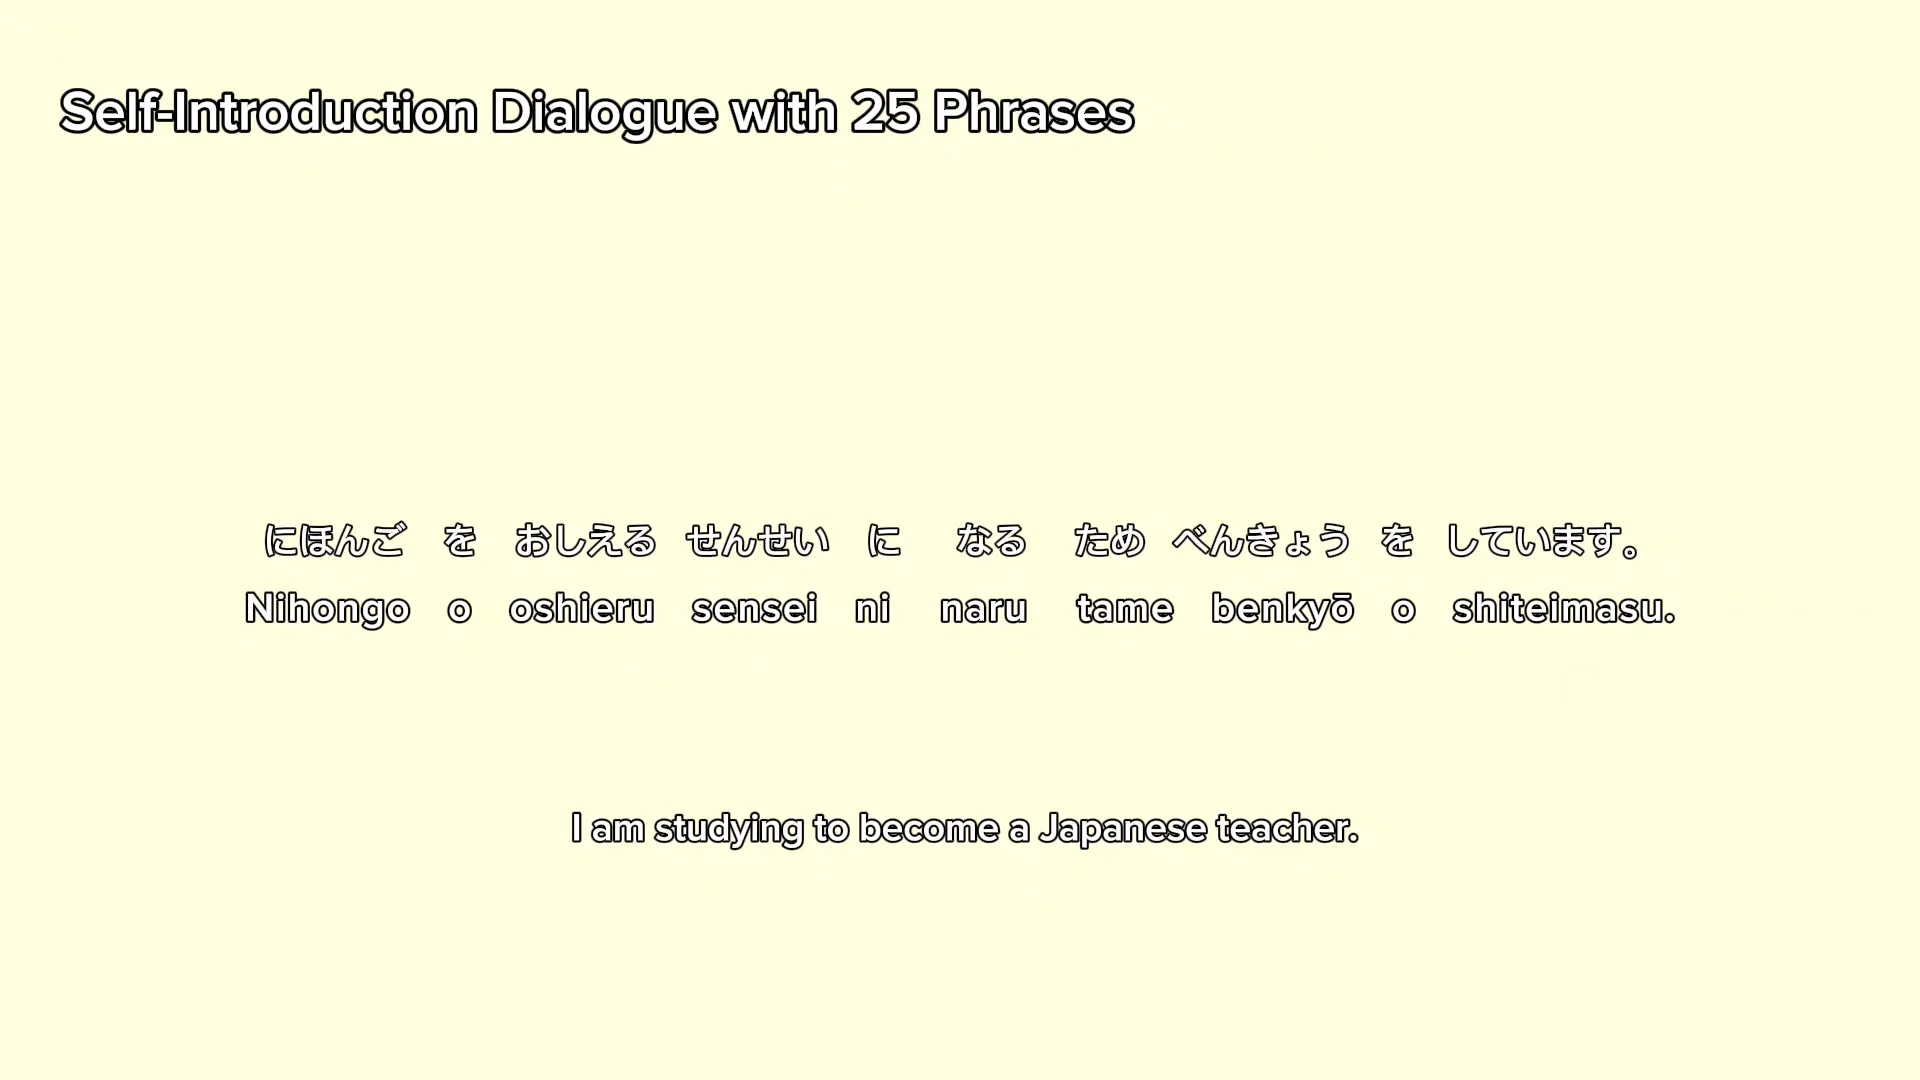 Self-Introduction Dialogue with 25 Phrases
にほんご を おしえる せんせい に なる ため べんきょう を しています。
Nihongo o oshieru sensei ni naru tame benkyō o shiteimasu.
I am studying to become a Japanese teacher.